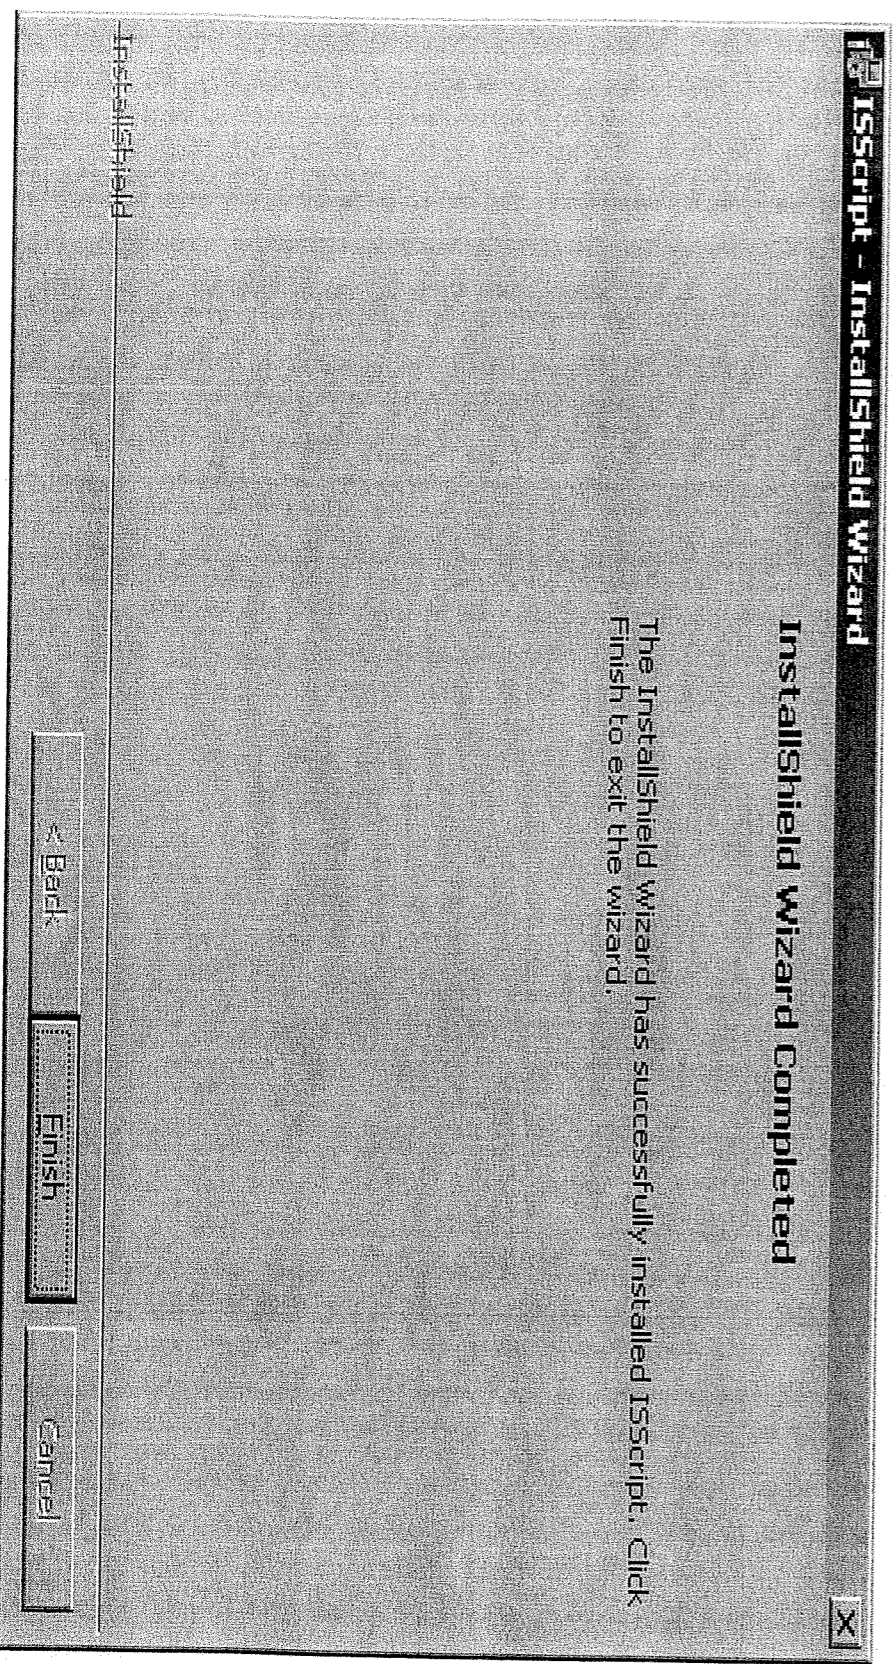 ISScript - InstallShield Wizard
X
InstallShield Wizard Completed
The InstallShield Wizard has successfully installed ISScript. Click
Finish to exit the wizard.
InstallShield
< Back
Finish
Cancel